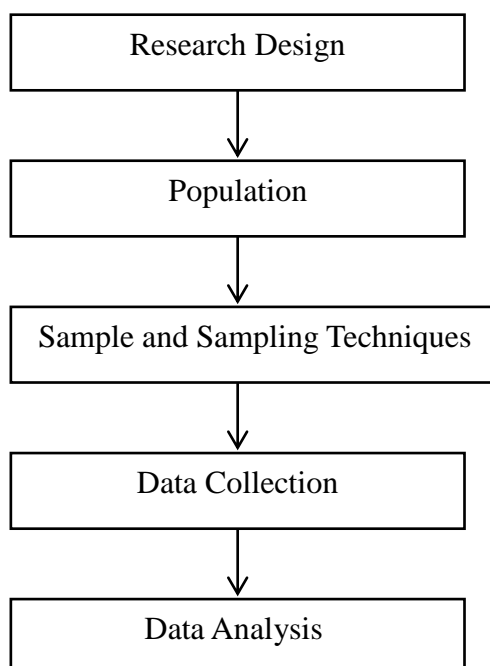 Research Design
Population
Sample and Sampling Techniques
Data Collection
Data Analysis